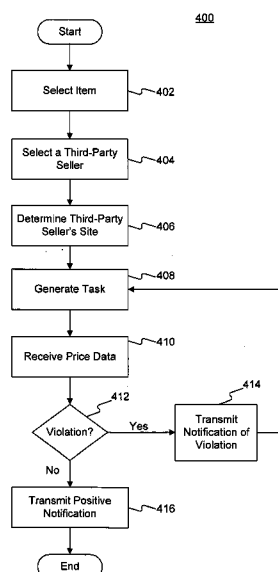 Start
400
Select Item
402
Select a Third-Party
Seller
404
Determine Third-Party
Seller's Site
406
Generate Task
408
Receive Price Data
410
Violation?
412
Yes
Transmit
Notification of
Violation
414
No
Transmit Positive
Notification
416
End